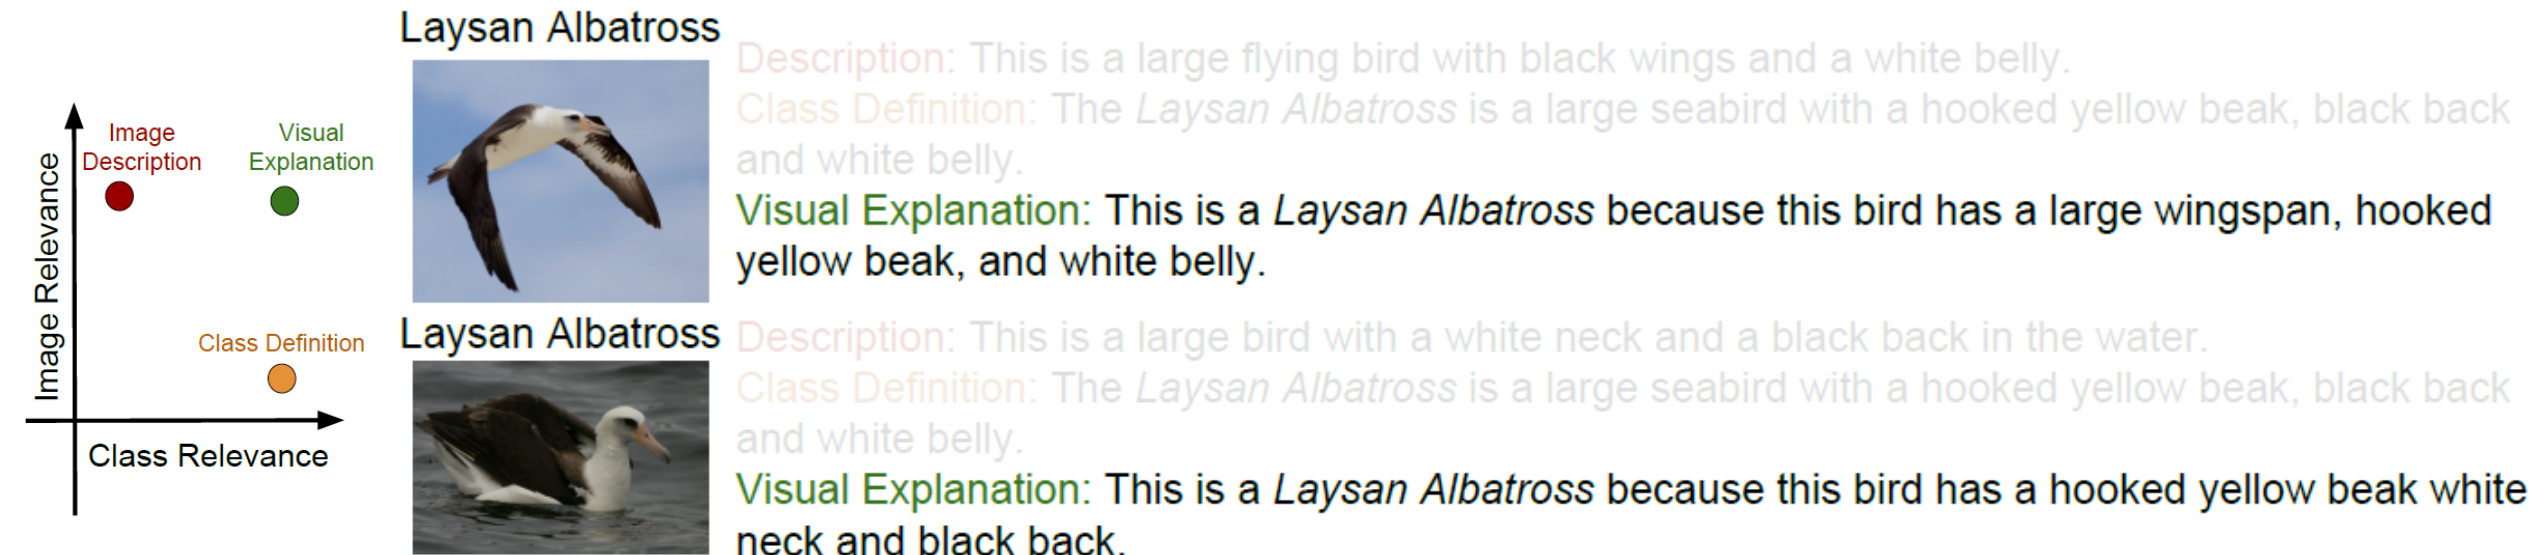 Image Relevance
Image
Description
Visual
Explanation
Class Definition
Class Relevance
Laysan Albatross
Description: This is a large flying bird with black wings and a white belly.
Class Definition: The Laysan Albatross is a large seabird with a hooked yellow beak, black back
and white belly.
Visual Explanation: This is a Laysan Albatross because this bird has a large wingspan, hooked
yellow beak, and white belly.
Laysan Albatross
Description: This is a large bird with a white neck and a black back in the water.
Class Definition: The Laysan Albatross is a large seabird with a hooked yellow beak, black back
and white belly.
Visual Explanation: This is a Laysan Albatross because this bird has a hooked yellow beak white
neck and black back.